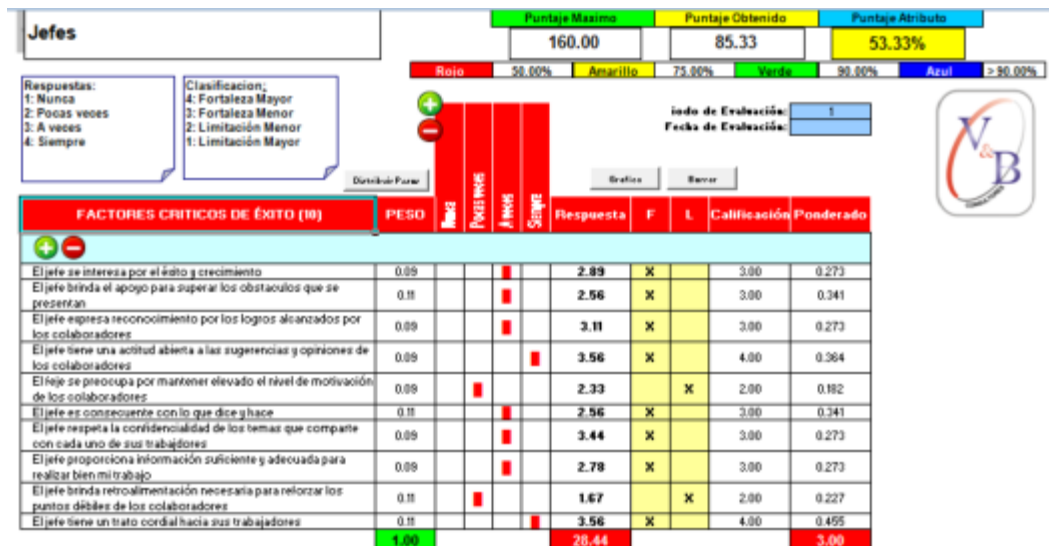 Jefes
Puntaje Maximo Puntaje Obtenido Puntaje Atributo
160.00 85.33 53.33%
Rojo 50.00% Amarillo 75.00% Verde 90.00% Azul > 90.00%
Respuestas:
1: Nunca
2: Pocas veces
3: A veces
4: Siempre
Clasificacion;
4: Fortaleza Mayor
3: Fortaleza Menor
2: Limitación Menor
1: Limitación Mayor
iodo de Evaluación: 1
Fecha de Evaluación:
Distribuir Grafico Borrar
V&B
CONSULTORES
FACTORES CRITICOS DE ÉXITO (10) PESO Nunca Pocas veces A veces Siempre Respuesta F L Calificación Ponderado
El jefe se interesa por el éxito y crecimiento 0.09 2.89 X 3.00 0.273
El jefe brinda el apoyo para superar los obstaculos que se
presentan 0.11 2.56 X 3.00 0.341
El jefe expresa reconocimiento por los logros alcanzados por
los colaboradores 0.09 3.11 X 3.00 0.273
El jefe tiene una actitud abierta a las sugerencias y opiniones de
los colaboradores 0.09 3.56 X 4.00 0.364
El feje se preocupa por mantener elevado el nivel de motivación
de los colaboradores 0.09 2.33 X 2.00 0.182
El jefe es consecuente con lo que dice y hace 0.11 2.56 X 3.00 0.341
El jefe respeta la confidencialidad de los temas que comparte
con cada uno de sus trabajdores 0.09 3.44 X 3.00 0.273
El jefe proporciona información suficiente y adecuada para
realizar bien mi trabajo 0.09 2.78 X 3.00 0.273
El jefe brinda retroalimentación necesaria para reforzar los
puntos débiles de los colaboradores 0.11 1.67 X 2.00 0.227
El jefe tiene un trato cordial hacia sus trabajadores 0.11 3.56 X 4.00 0.455
1.00 28.44 3.00